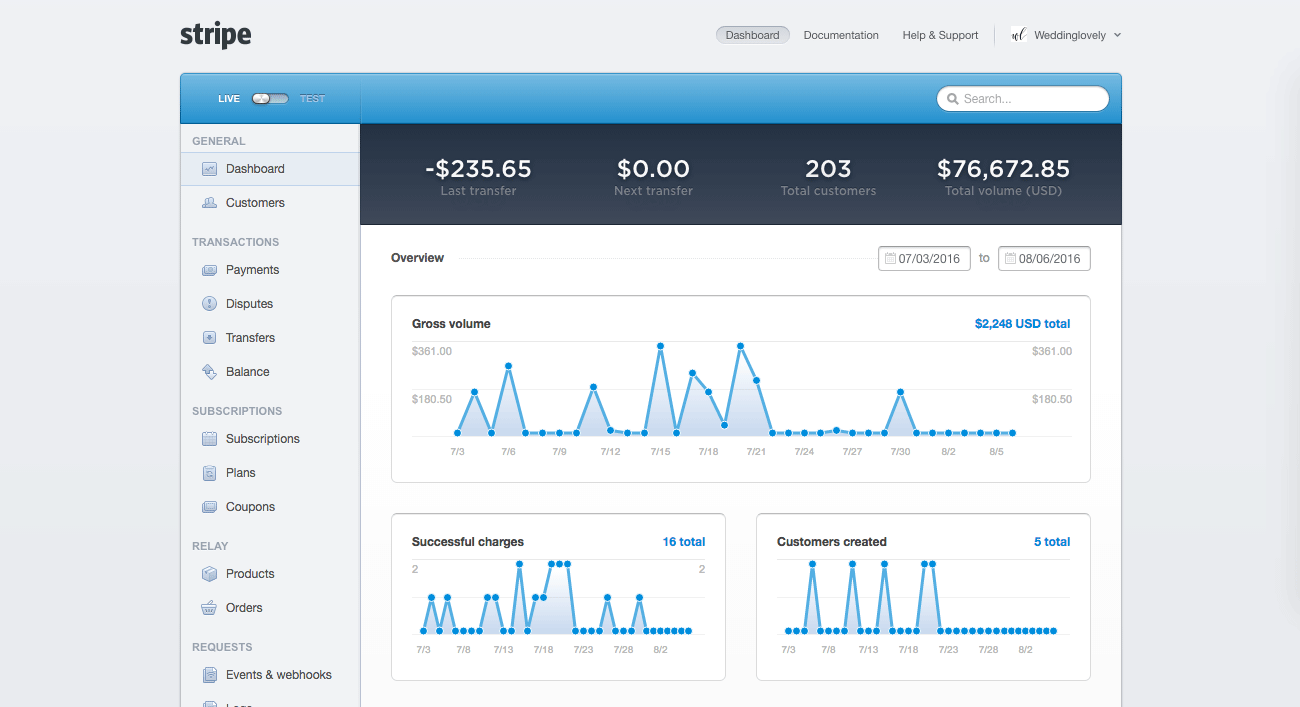 stripe
Dashboard Documentation Help & Support Weddinglovely
LIVE TEST Search...
GENERAL
Dashboard
Customers
TRANSACTIONS
Payments
Disputes
Transfers
Balance
SUBSCRIPTIONS
Subscriptions
Plans
Coupons
RELAY
Products
Orders
REQUESTS
Events & webhooks
Logs
-$235.65 $0.00 203 $76,672.85
Last transfer Next transfer Total customers Total volume (USD)
Overview 07/03/2016 to 08/06/2016
Gross volume $2,248 USD total
$361.00 $361.00
$180.50 $180.50
7/3 7/6 7/9 7/12 7/15 7/18 7/21 7/24 7/27 7/30 8/2 8/5
Successful charges 16 total
2 2
7/3 7/8 7/13 7/18 7/23 7/28 8/2
Customers created 5 total
7/3 7/8 7/13 7/18 7/23 7/28 8/2